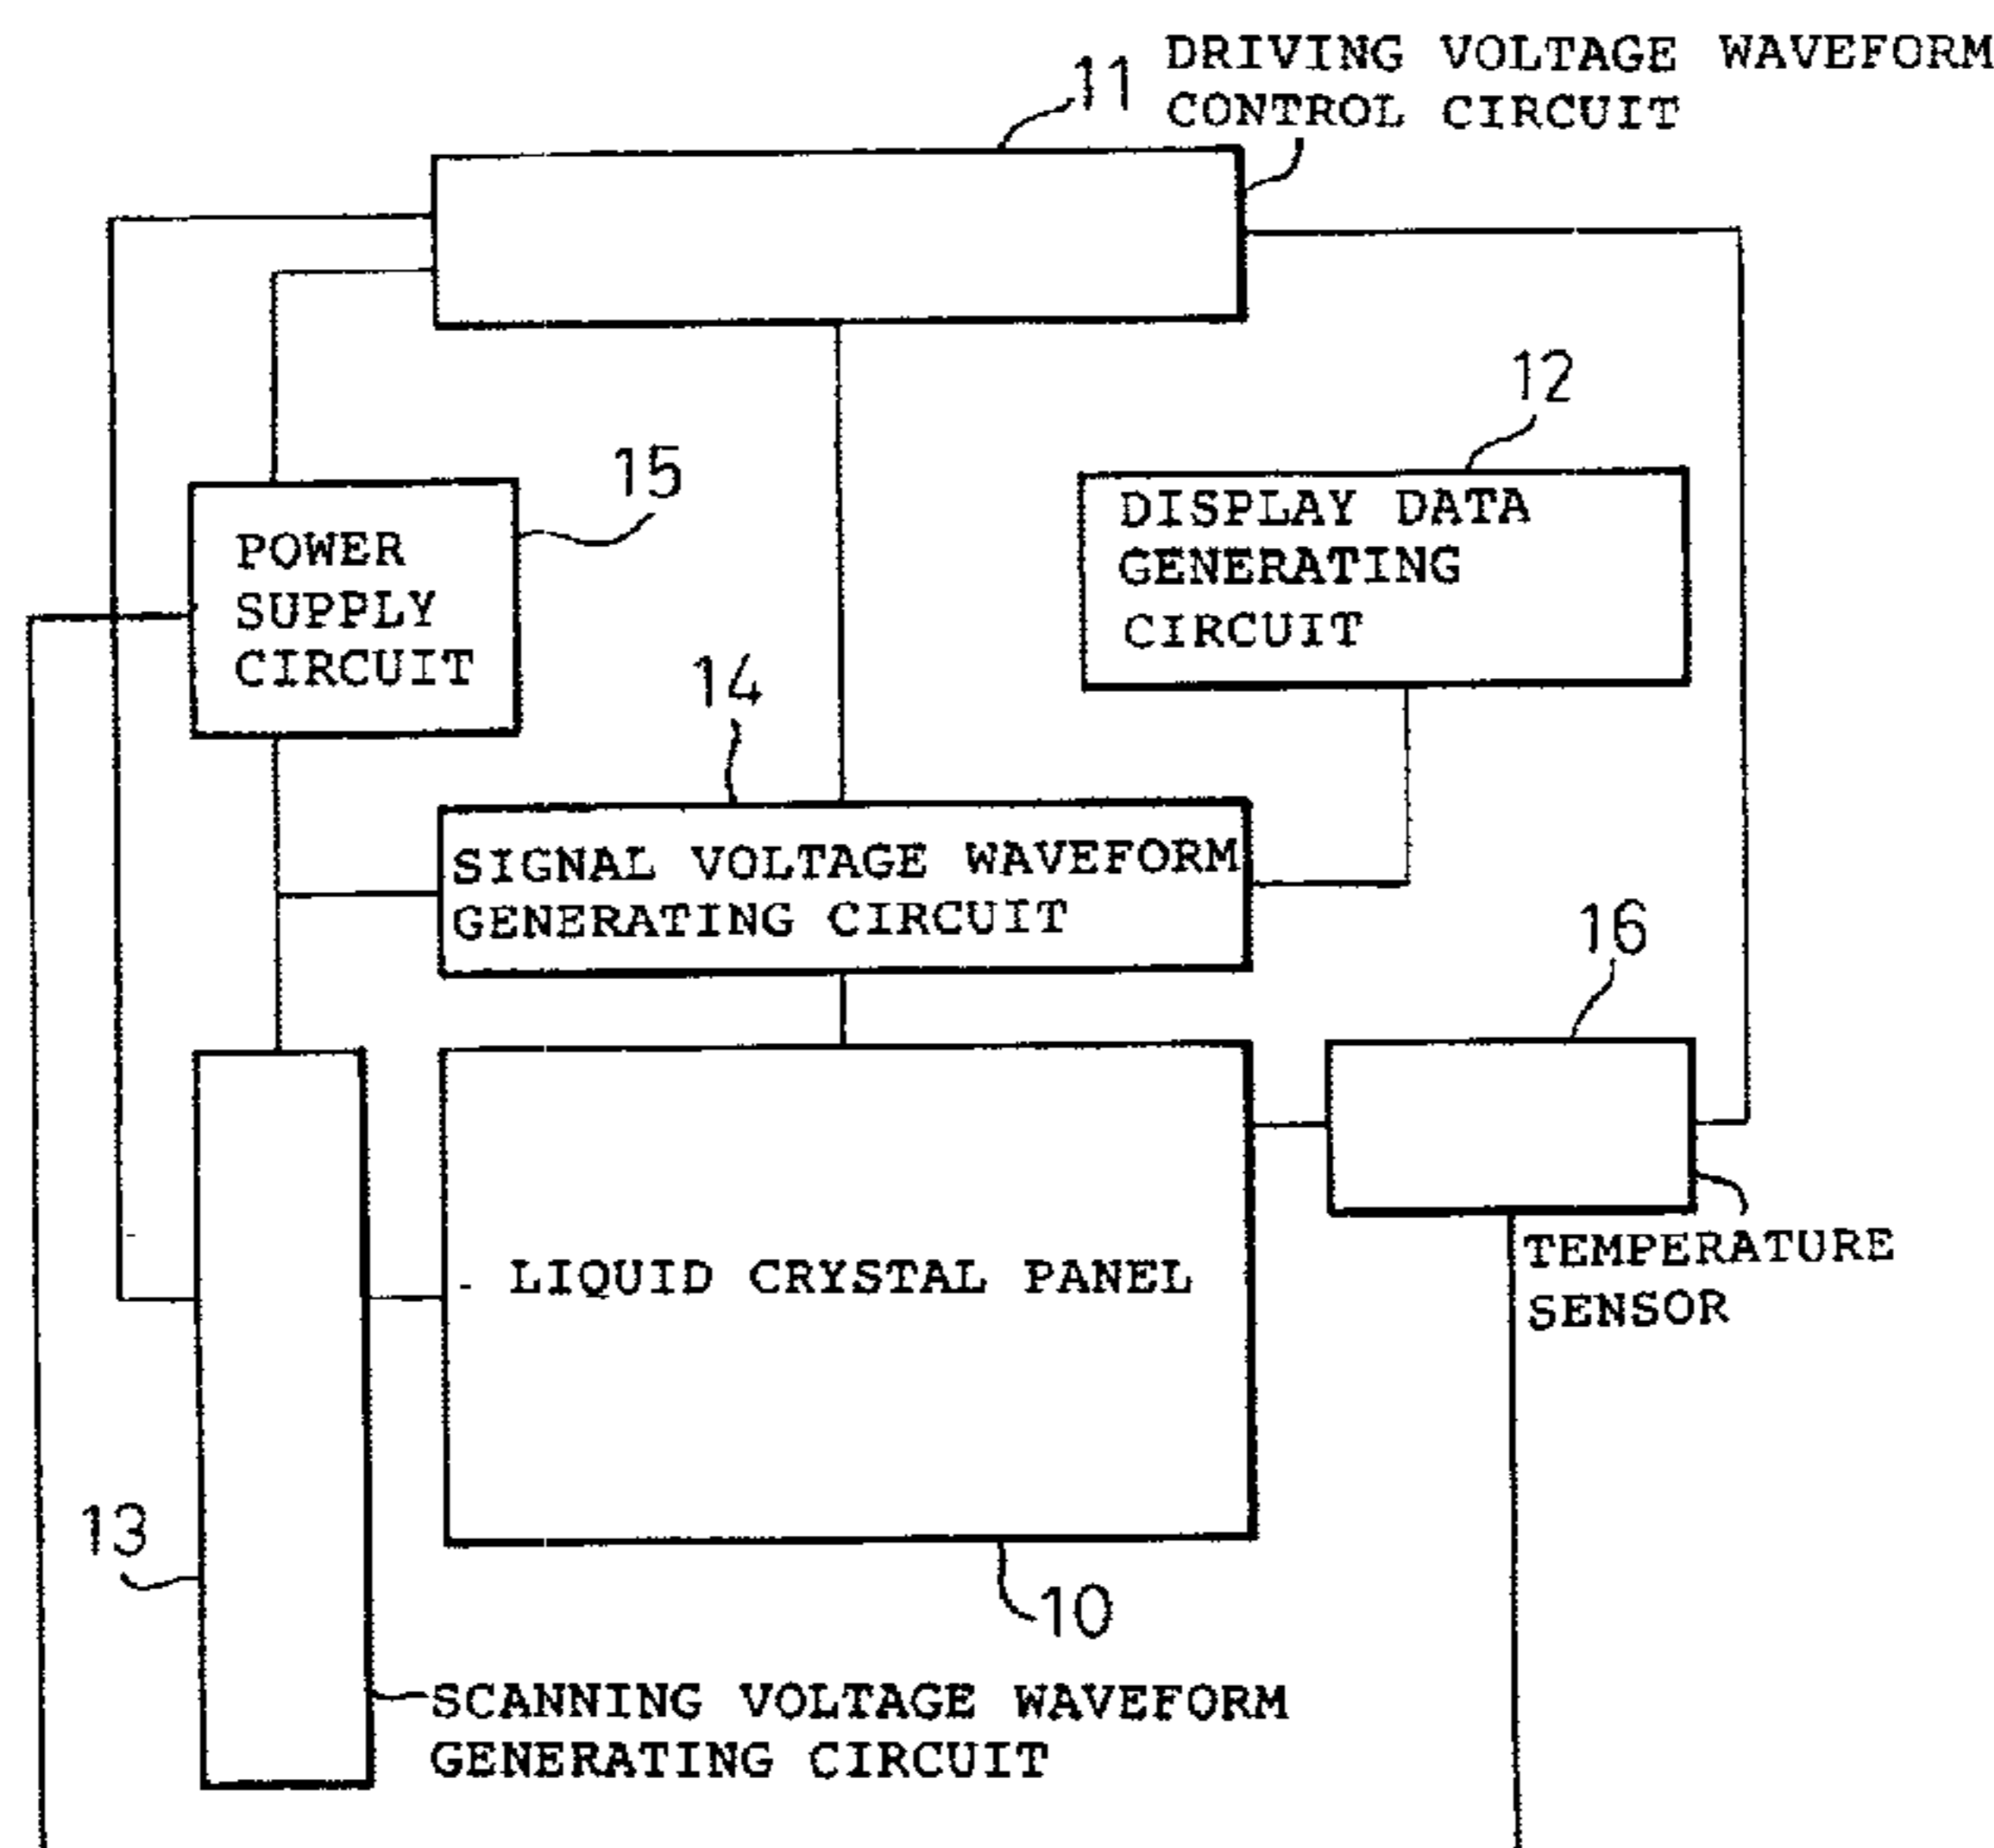 11
DRIVING VOLTAGE WAVEFORM
CONTROL CIRCUIT
12
15
DISPLAY DATA
GENERATING
CIRCUIT
POWER
SUPPLY
CIRCUIT
14
SIGNAL VOLTAGE WAVEFORM
GENERATING CIRCUIT
16
TEMPERATURE
SENSOR
LIQUID CRYSTAL PANEL
13
10
SCANNING VOLTAGE WAVEFORM
GENERATING CIRCUIT